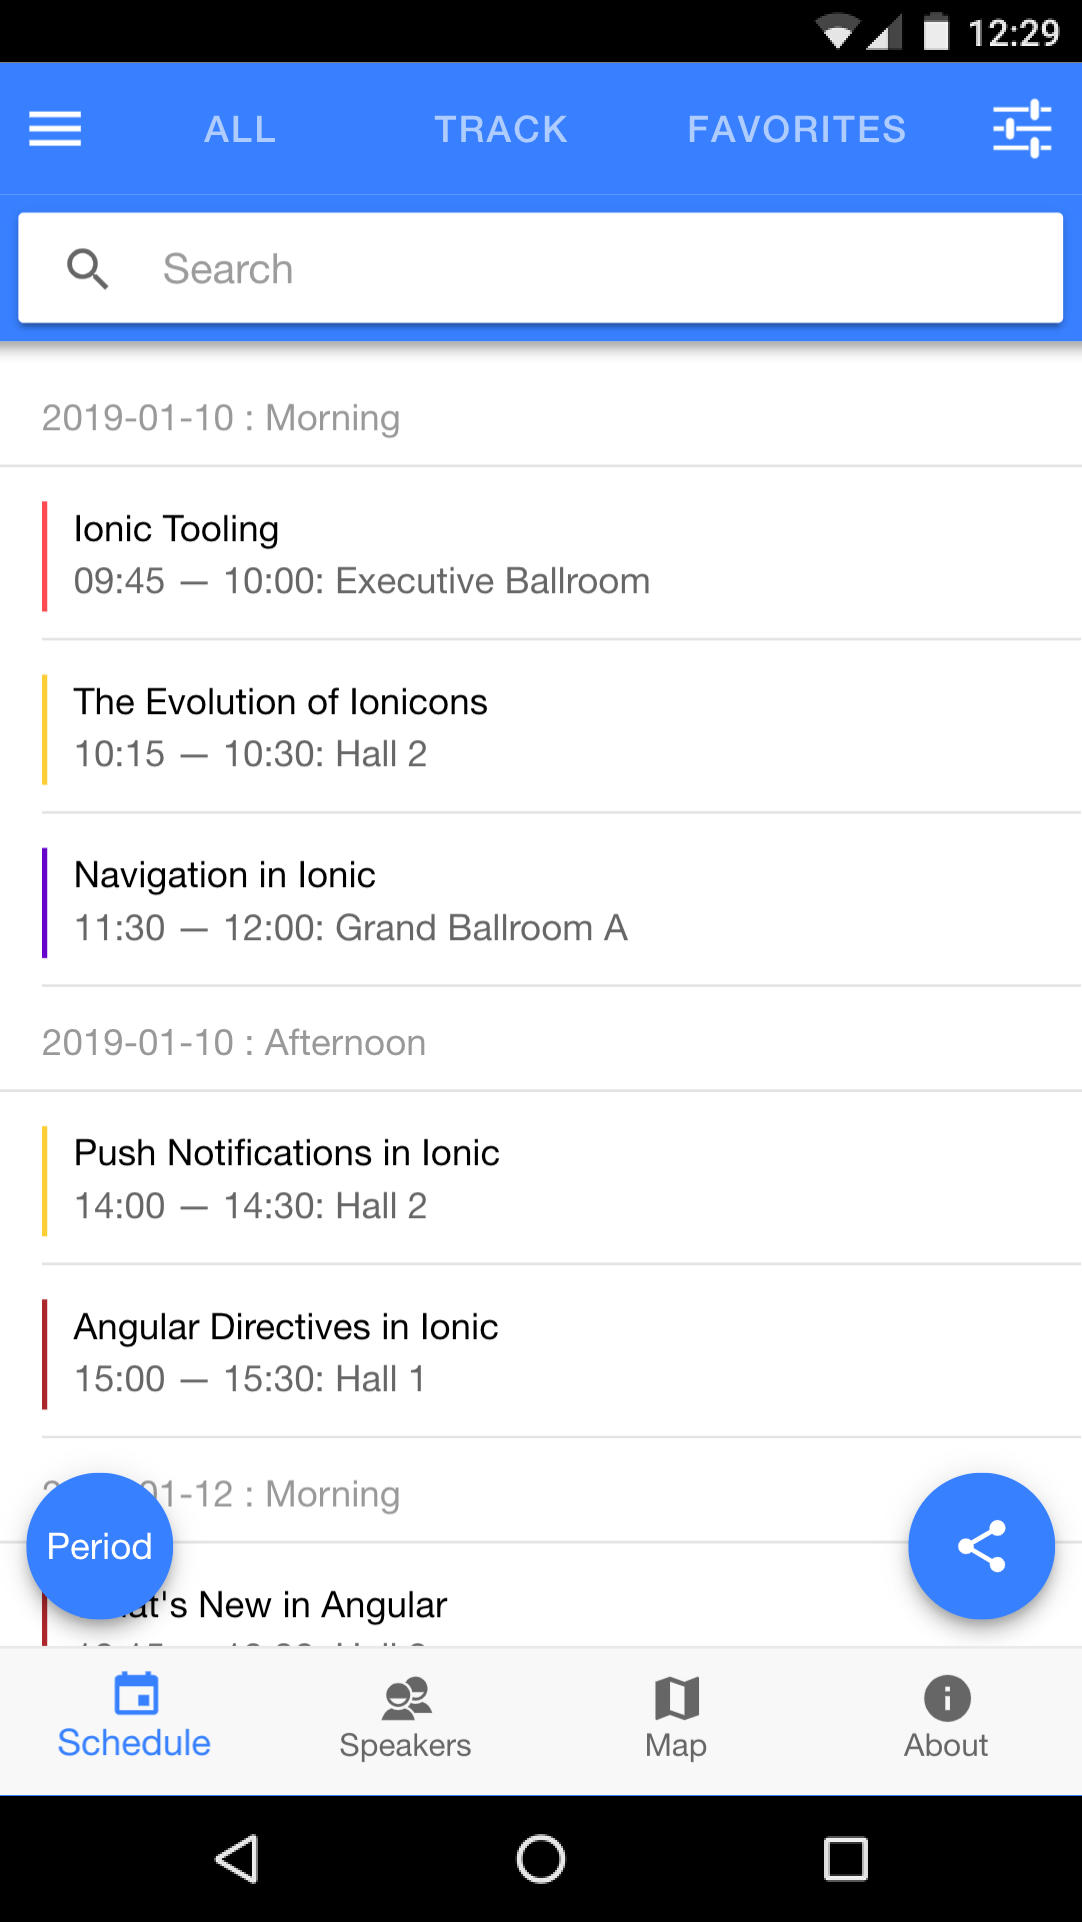 12:29
ALL TRACK FAVORITES
Search
2019-01-10 : Morning
Ionic Tooling
09:45 — 10:00: Executive Ballroom
The Evolution of Ionicons
10:15 — 10:30: Hall 2
Navigation in Ionic
11:30 — 12:00: Grand Ballroom A
2019-01-10 : Afternoon
Push Notifications in Ionic
14:00 — 14:30: Hall 2
Angular Directives in Ionic
15:00 — 15:30: Hall 1
01-12 : Morning
Period
at's New in Angular
Schedule Speakers Map About